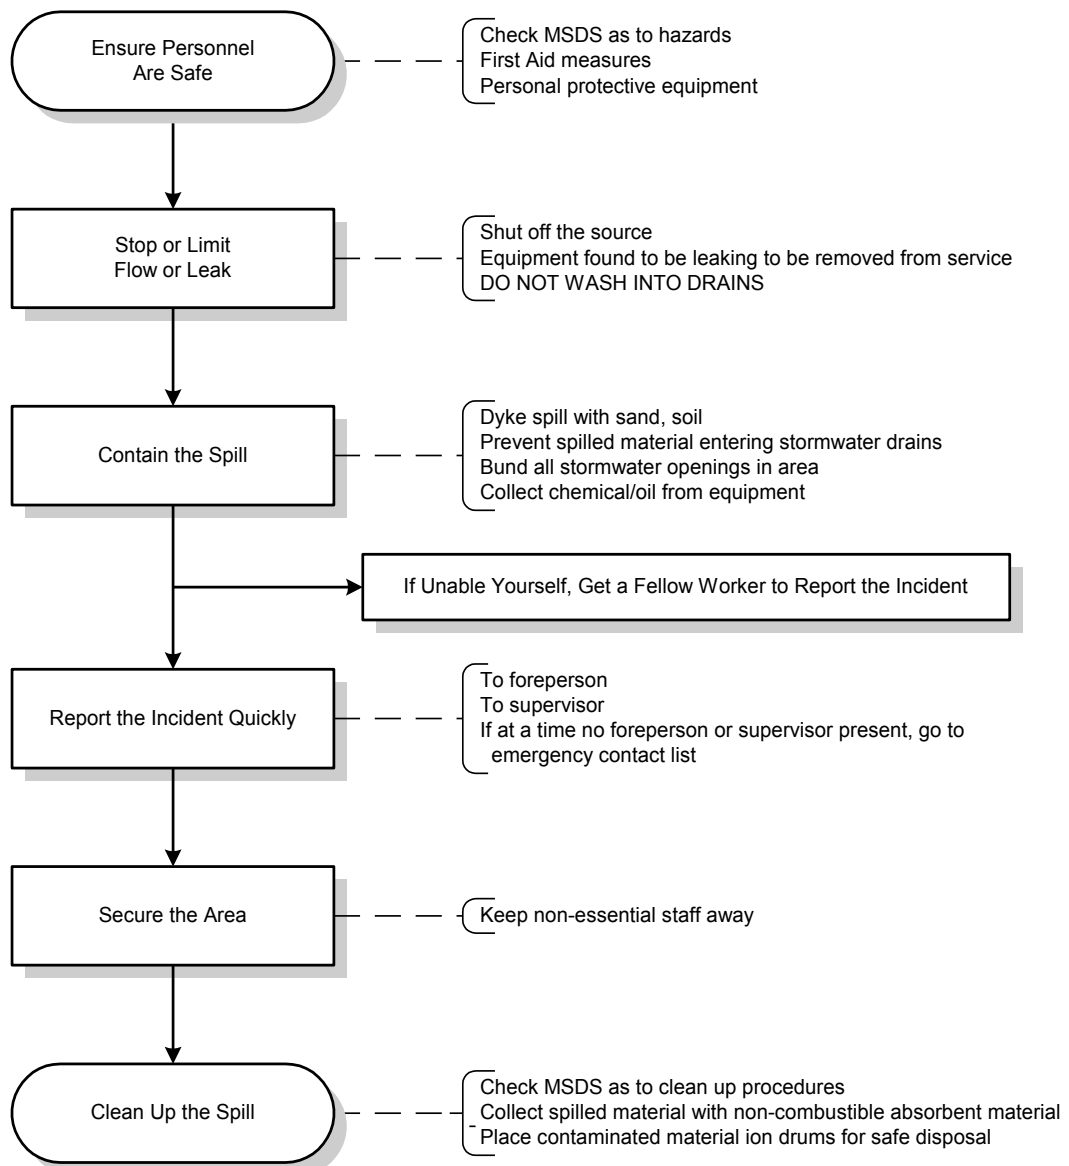 Ensure Personnel
Are Safe
Check MSDS as to hazards
First Aid measures
Personal protective equipment
Stop or Limit
Flow or Leak
Shut off the source
Equipment found to be leaking to be removed from service
DO NOT WASH INTO DRAINS
Contain the Spill
Dyke spill with sand, soil
Prevent spilled material entering stormwater drains
Bund all stormwater openings in area
Collect chemical/oil from equipment
If Unable Yourself, Get a Fellow Worker to Report the Incident
Report the Incident Quickly
To foreperson
To supervisor
If at a time no foreperson or supervisor present, go to
emergency contact list
Secure the Area
Keep non-essential staff away
Clean Up the Spill
Check MSDS as to clean up procedures
Collect spilled material with non-combustible absorbent material
Place contaminated material ion drums for safe disposal